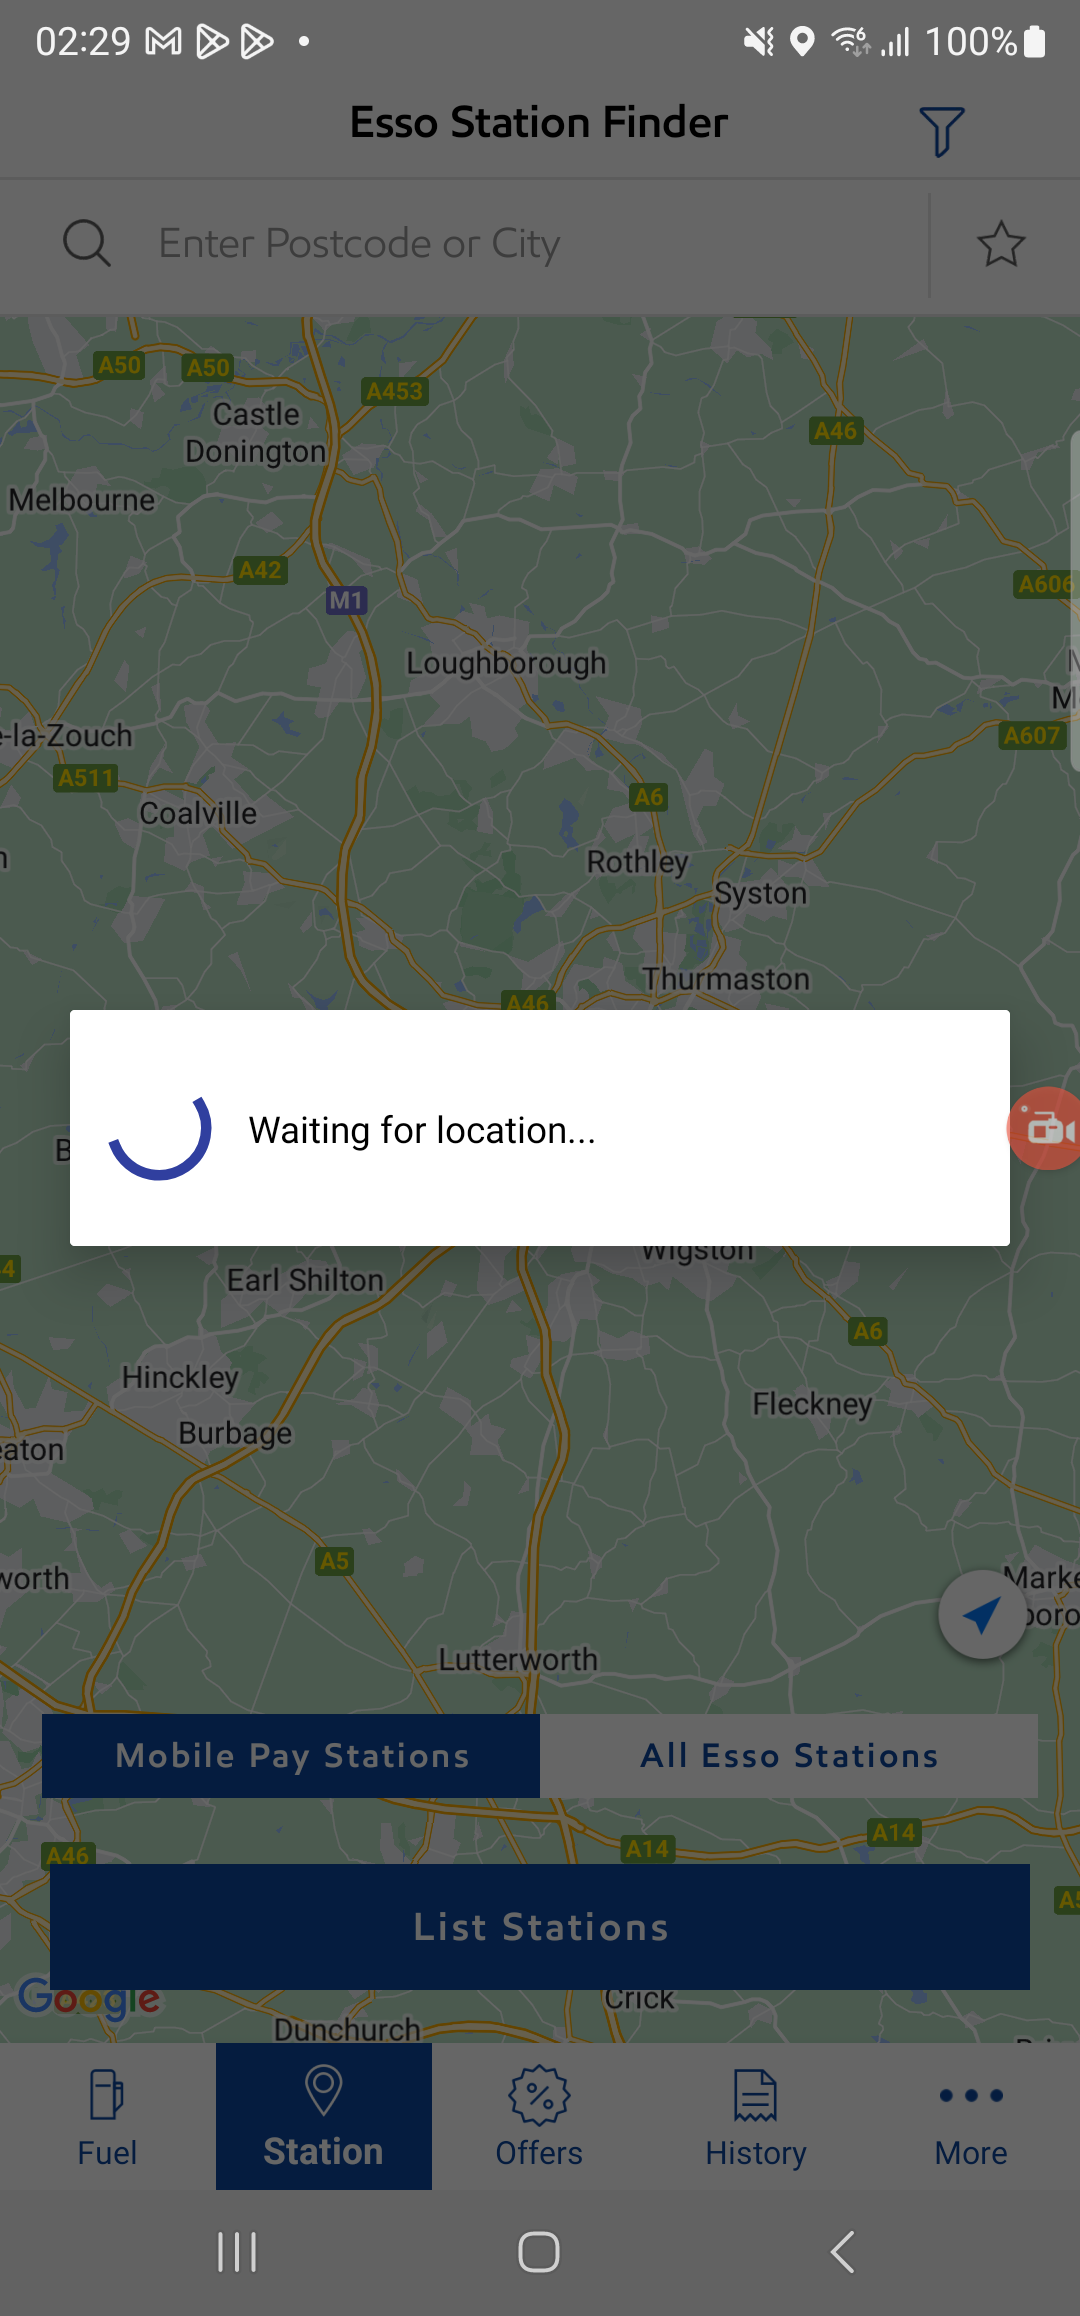 02:29
100%
Esso Station Finder
Enter Postcode or City
A50
A50
A453
Castle
Donington
A46
Melbourne
A42
M1
A606
Loughborough
M
e-la-Zouch
A607
A511
Coalville
A6
Rothley
Syston
Thurmaston
A46
Waiting for location...
B
Wigston
4
Earl Shilton
A6
Hinckley
Fleckney
Burbage
eaton
A5
worth
Marke
boro
Lutterworth
Mobile Pay Stations
All Esso Stations
A14
A14
A46
A5
List Stations
Google
Crick
Dunchurch
Fuel
Station
Offers
History
More